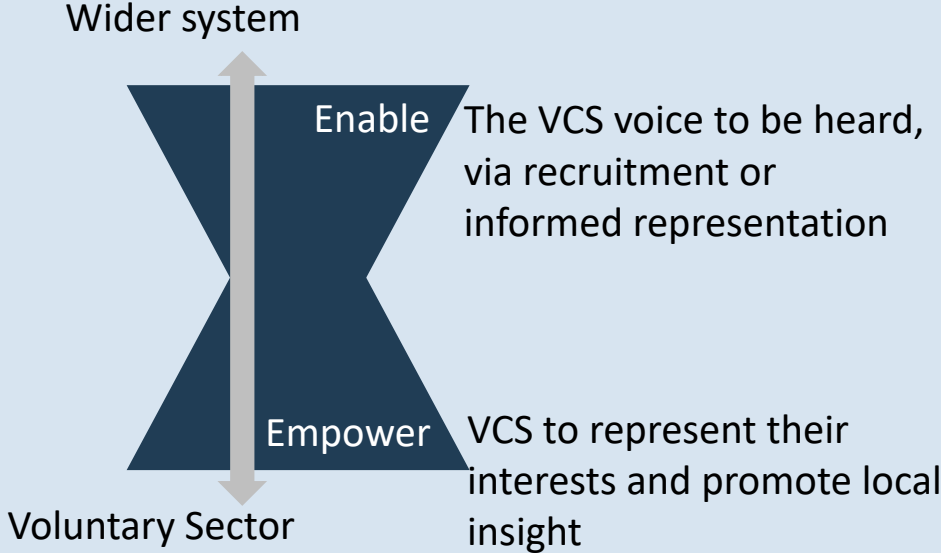 Wider system
Enable
The VCS voice to be heard,
via recruitment or
informed representation
Empower
VCS to represent their
interests and promote local
insight
Voluntary Sector